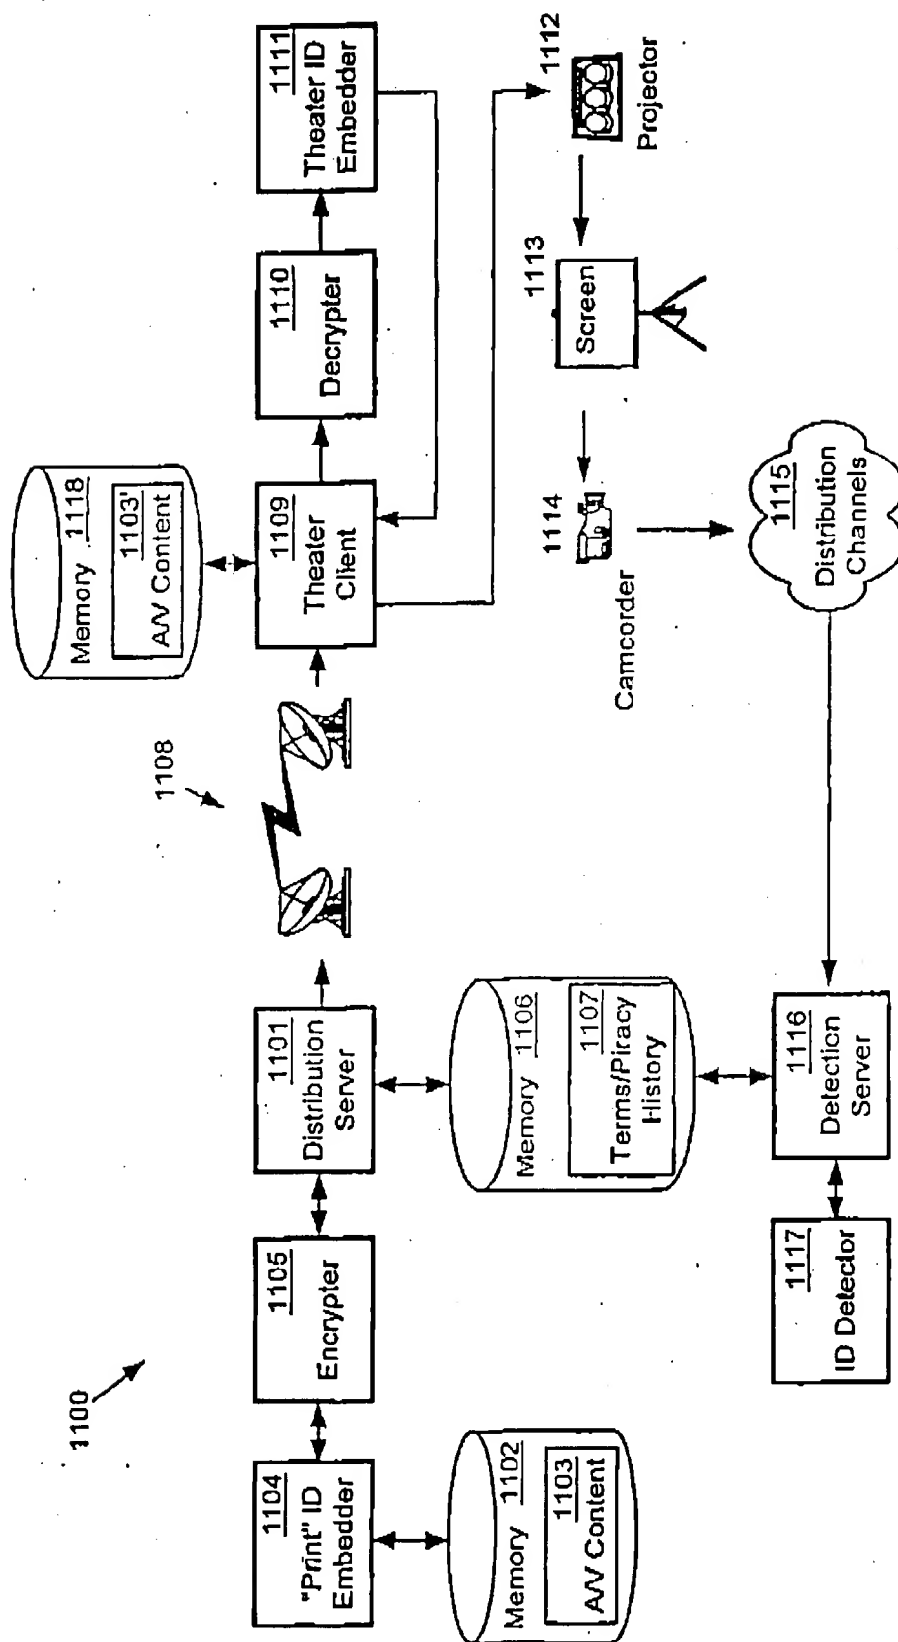 1100
1104
"Print" ID
Embedder
Memory 1102
1103
A/V Content
1105
Encrypter
1101
Distribution
Server
Memory 1106
1107
Terms/Piracy
History
1108
Memory 1118
1103'
A/V Content
1109
Theater
Client
1110
Decrypter
1111
Theater ID
Embedder
1112
Projector
1113
Screen
1114
Camcorder
1115
Distribution
Channels
1116
Detection
Server
1117
ID Detector